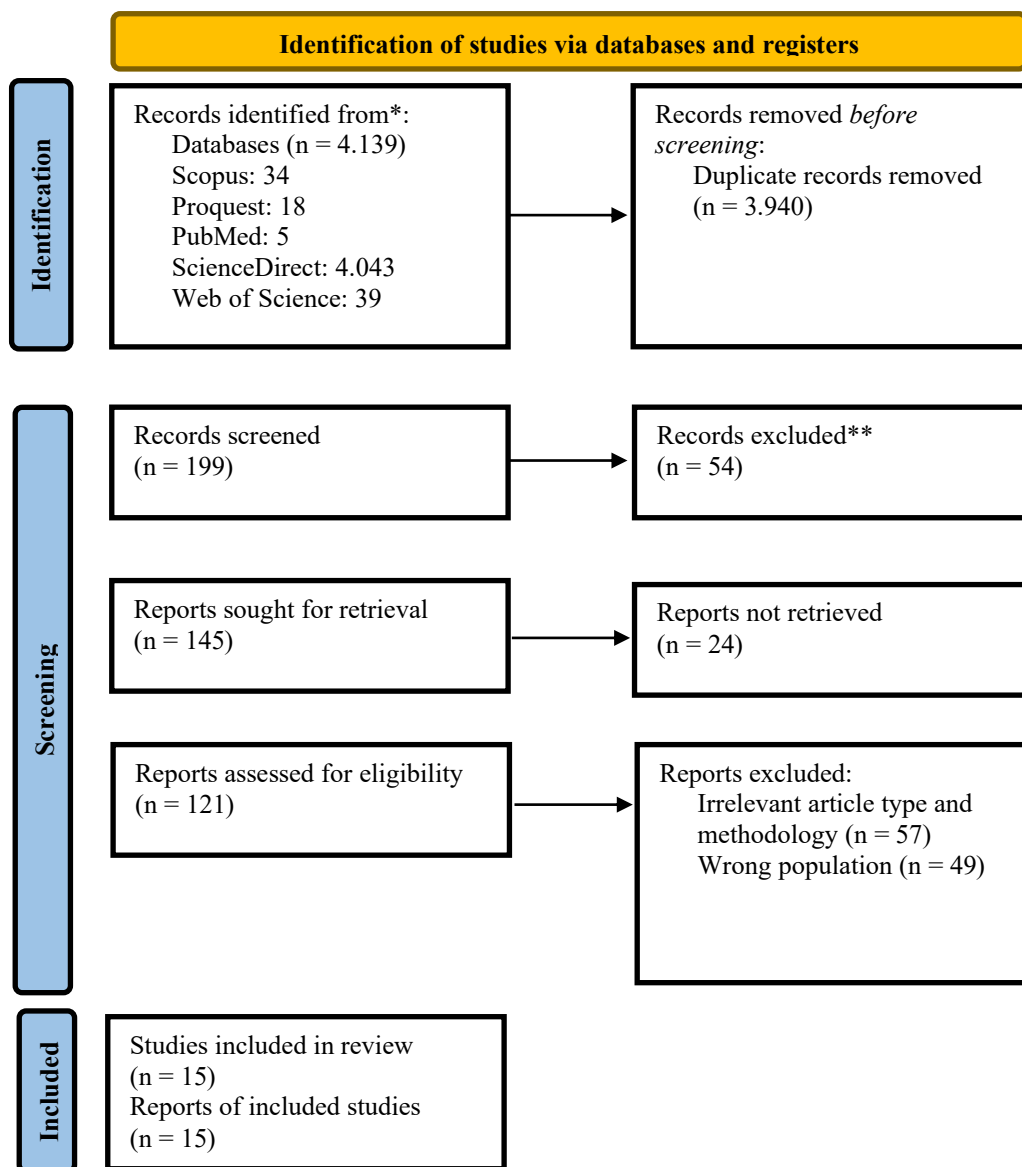 Identification of studies via databases and registers
Identification
Records identified from*:
Databases (n = 4.139)
Scopus: 34
Proquest: 18
PubMed: 5
ScienceDirect: 4.043
Web of Science: 39
Records removed before
screening:
Duplicate records removed
(n = 3.940)
Screening
Records screened
(n = 199)
Records excluded**
(n = 54)
Reports sought for retrieval
(n = 145)
Reports not retrieved
(n = 24)
Reports assessed for eligibility
(n = 121)
Reports excluded:
Irrelevant article type and
methodology (n = 57)
Wrong population (n = 49)
Included
Studies included in review
(n = 15)
Reports of included studies
(n = 15)